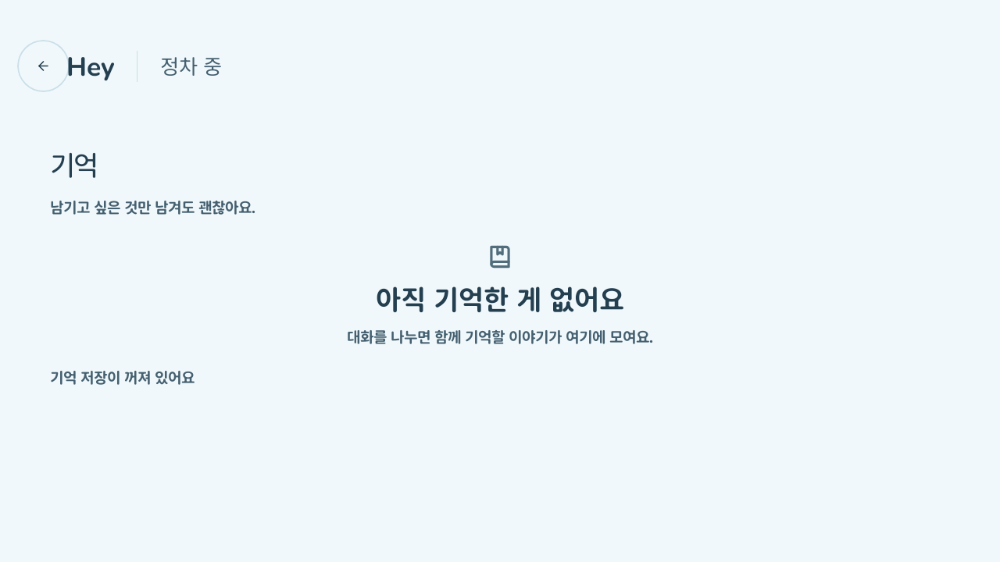 Hey
정차 중
기억
남기고 싶은 것만 남겨도 괜찮아요.
아직 기억한 게 없어요
대화를 나누면 함께 기억할 이야기가 여기에 모여요.
기억 저장이 꺼져 있어요